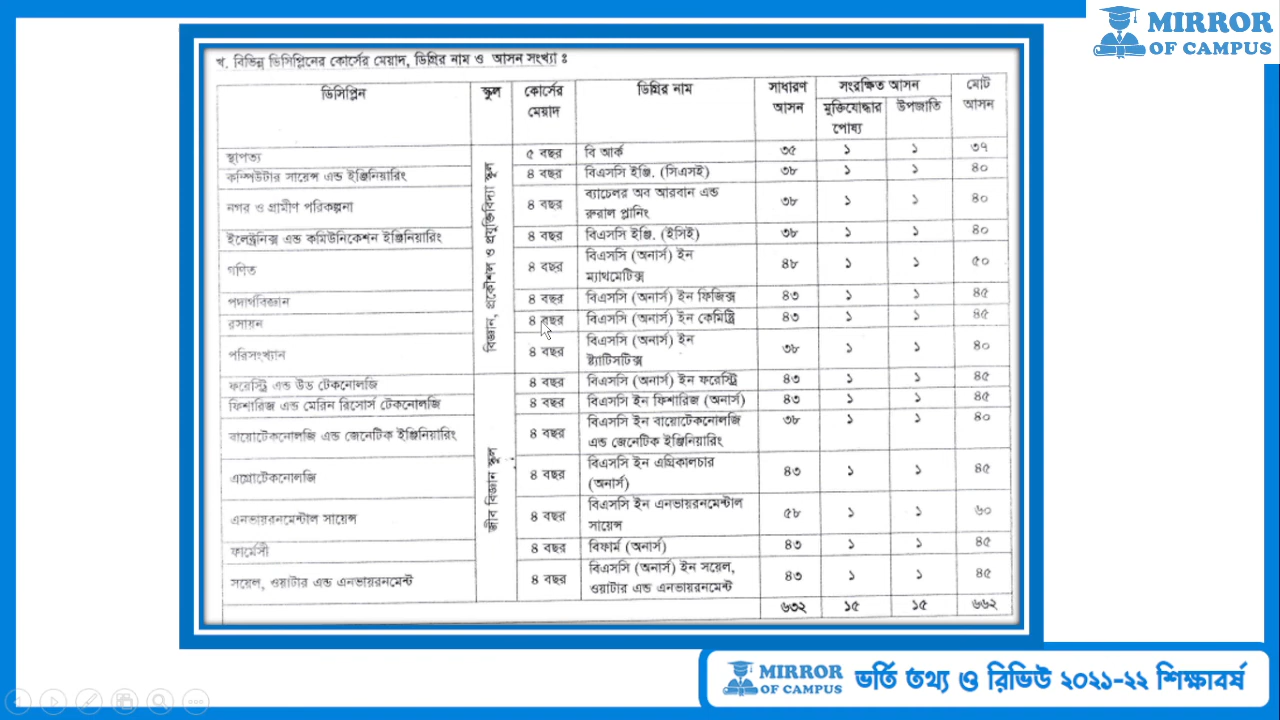 MIRROR
OF CAMPUS
খ. বিভিন্ন ডিসিপ্লিনের কোর্সের মেয়াদ, ডিগ্রির নাম ও আসন সংখ্যা ঃ
ডিসিপ্লিন স্কুল কোর্সের মেয়াদ ডিগ্রির নাম সাধারণ আসন সংরক্ষিত আসন মোট আসন
মুক্তিযোদ্ধার পোষ্য উপজাতি
বিজ্ঞান, প্রকৌশল ও প্রযুক্তিবিদ্যা স্কুল
স্থাপত্য ৫ বছর বি আর্ক ৩৫ ১ ১ ৩৭
কম্পিউটার সায়েন্স এন্ড ইঞ্জিনিয়ারিং ৪ বছর বিএসসি ইঞ্জি. (সিএসই) ৩৮ ১ ১ ৪০
নগর ও গ্রামীণ পরিকল্পনা ৪ বছর ব্যাচেলর অব আরবান এন্ড রুরাল প্লানিং ৩৮ ১ ১ ৪০
ইলেক্ট্রনিক্স এন্ড কমিউনিকেশন ইঞ্জিনিয়ারিং ৪ বছর বিএসসি ইঞ্জি. (ইসিই) ৩৮ ১ ১ ৪০
গণিত ৪ বছর বিএসসি (অনার্স) ইন ম্যাথমেটিক্স ৪৮ ১ ১ ৫০
পদার্থবিজ্ঞান ৪ বছর বিএসসি (অনার্স) ইন ফিজিক্স ৪৩ ১ ১ ৪৫
রসায়ন ৪ বছর বিএসসি (অনার্স) ইন কেমিস্ট্রি ৪৩ ১ ১ ৪৫
পরিসংখ্যান ৪ বছর বিএসসি (অনার্স) ইন স্ট্যাটিসটিক্স ৩৮ ১ ১ ৪০
জীব বিজ্ঞান স্কুল
ফরেস্ট্রি এন্ড উড টেকনোলজি ৪ বছর বিএসসি (অনার্স) ইন ফরেস্ট্রি ৪৩ ১ ১ ৪৫
ফিশারিজ এন্ড মেরিন রিসোর্স টেকনোলজি ৪ বছর বিএসসি ইন ফিশারিজ (অনার্স) ৪৩ ১ ১ ৪৫
বায়োটেকনোলজি এন্ড জেনেটিক ইঞ্জিনিয়ারিং ৪ বছর বিএসসি ইন বায়োটেকনোলজি এন্ড জেনেটিক ইঞ্জিনিয়ারিং ৩৮ ১ ১ ৪০
এগ্রোটেকনোলজি ৪ বছর বিএসসি ইন এগ্রিকালচার (অনার্স) ৪৩ ১ ১ ৪৫
এনভায়রনমেন্টাল সায়েন্স ৪ বছর বিএসসি ইন এনভায়রনমেন্টাল সায়েন্স ৫৮ ১ ১ ৬০
ফার্মেসী ৪ বছর বিফার্ম (অনার্স) ৪৩ ১ ১ ৪৫
সয়েল, ওয়াটার এন্ড এনভায়রনমেন্ট ৪ বছর বিএসসি (অনার্স) ইন সয়েল, ওয়াটার এন্ড এনভায়রনমেন্ট ৪৩ ১ ১ ৪৫
৬৩২ ১৫ ১৫ ৬৬২
MIRROR
OF CAMPUS
ভর্তি তথ্য ও রিভিউ ২০২১-২২ শিক্ষাবর্ষ